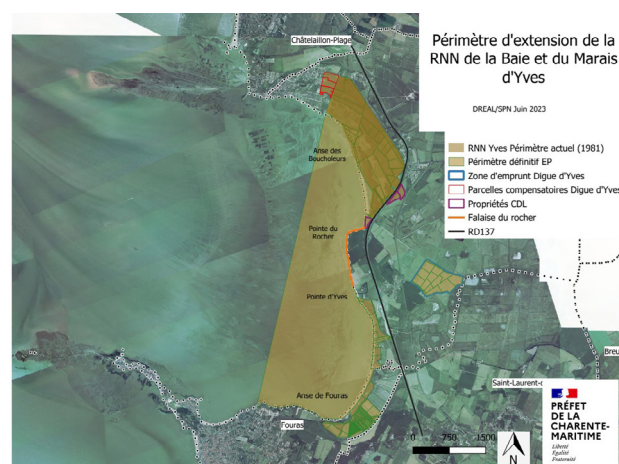 Châtelaillon-Plage
Périmètre d'extension de la
RNN de la Baie et du Marais
d'Yves
DREAL/SPN Juin 2023
RNN Yves Périmètre actuel (1981)
Périmètre définitif EP
Zone d'emprunt Digue d'Yves
Parcelles compensatoires Digue d'Yves
Propriétés CDL
Falaise du rocher
RD137
Anse des
Boucholeurs
Pointe du
Rocher
Pointe d'Yves
Anse de Fouras
Fouras
Breu
Saint-Laurent-d
0 750 1500
N
PRÉFET
DE LA
CHARENTE-
MARITIME
Liberté
Égalité
Fraternité